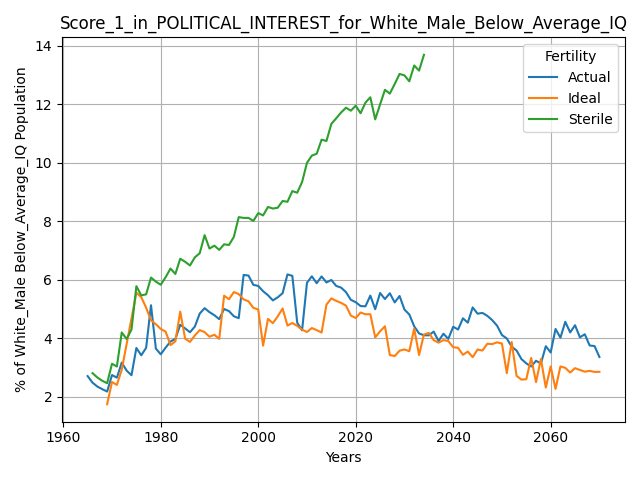 Score_1_in_POLITICAL_INTEREST_for_White_Male_Below_Average_IQ
% of White_Male Below_Average_IQ Population
14
12
10
8
6
4
2
Fertility
Actual
Ideal
Sterile
1960
1980
2000
2020
2040
2060
Years